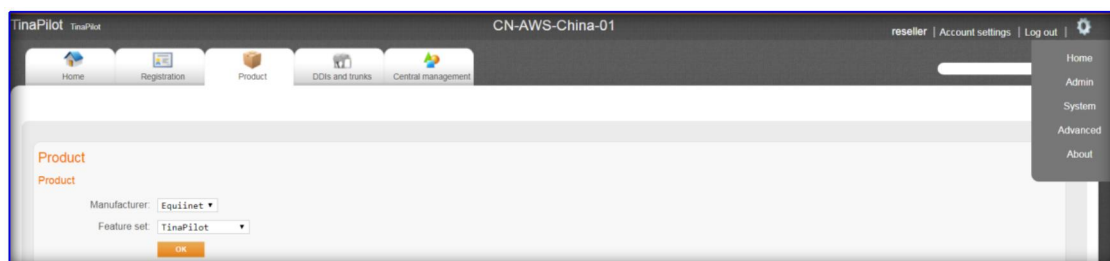 TinaPilot TinaPilot CN-AWS-China-01 reseller | Account settings | Log out |
Home Registration Product DDIs and trunks Central management
Home
Admin
System
Advanced
About
Product
Product
Manufacturer: Equiinet
Feature set: TinaPilot
OK